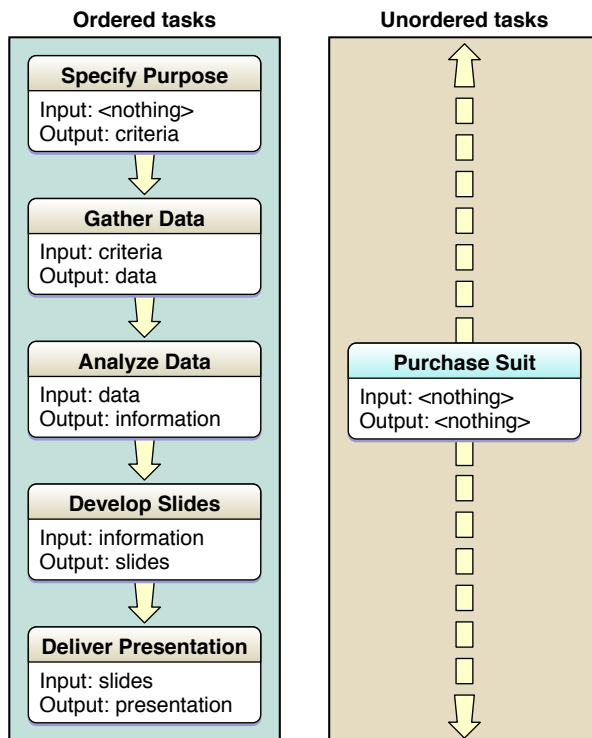 Ordered tasks
Specify Purpose
Input: <nothing>
Output: criteria
Gather Data
Input: criteria
Output: data
Analyze Data
Input: data
Output: information
Develop Slides
Input: information
Output: slides
Deliver Presentation
Input: slides
Output: presentation
Unordered tasks
Purchase Suit
Input: <nothing>
Output: <nothing>